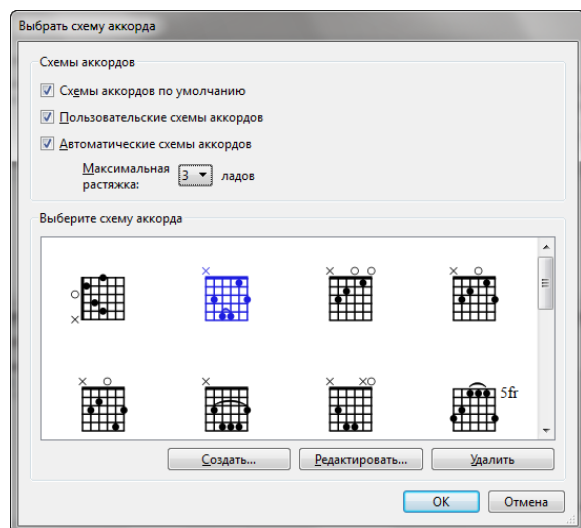 Выбрать схему аккорда
Схемы аккордов
Схемы аккордов по умолчанию
Пользовательские схемы аккордов
Автоматические схемы аккордов
Максимальная
растяжка: 3 ладов
Выберите схему аккорда
5fr
Создать... Редактировать... Удалить
OK Отмена